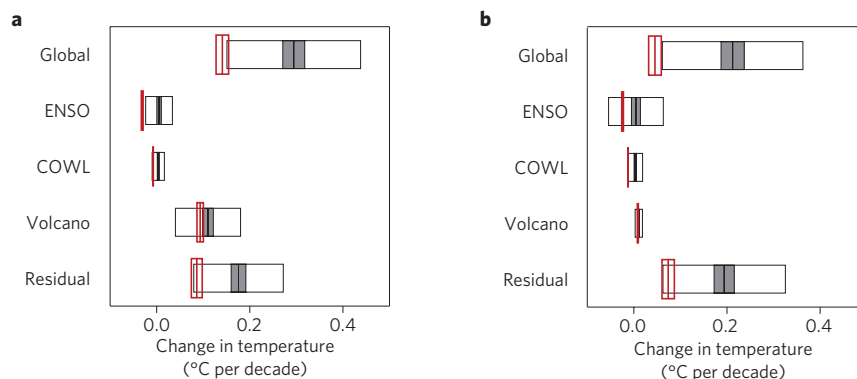 a
Global
ENSO
COWL
Volcano
Residual
0.0 0.2 0.4
Change in temperature
(°C per decade)
b
Global
ENSO
COWL
Volcano
Residual
0.0 0.2 0.4
Change in temperature
(°C per decade)